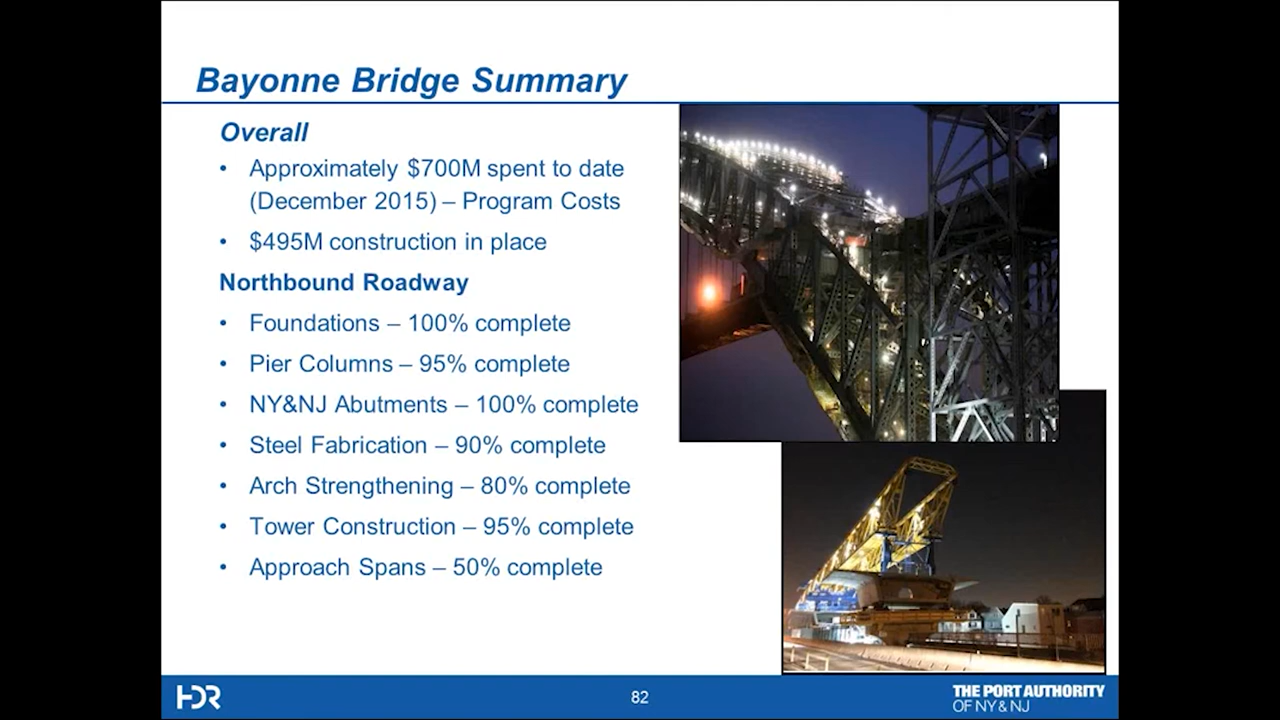 Bayonne Bridge Summary
Overall
• Approximately $700M spent to date
(December 2015) – Program Costs
• $495M construction in place
Northbound Roadway
• Foundations – 100% complete
• Pier Columns – 95% complete
• NY&NJ Abutments – 100% complete
• Steel Fabrication – 90% complete
• Arch Strengthening – 80% complete
• Tower Construction – 95% complete
• Approach Spans – 50% complete
HDR
82
THE PORT AUTHORITY
OF NY & NJ